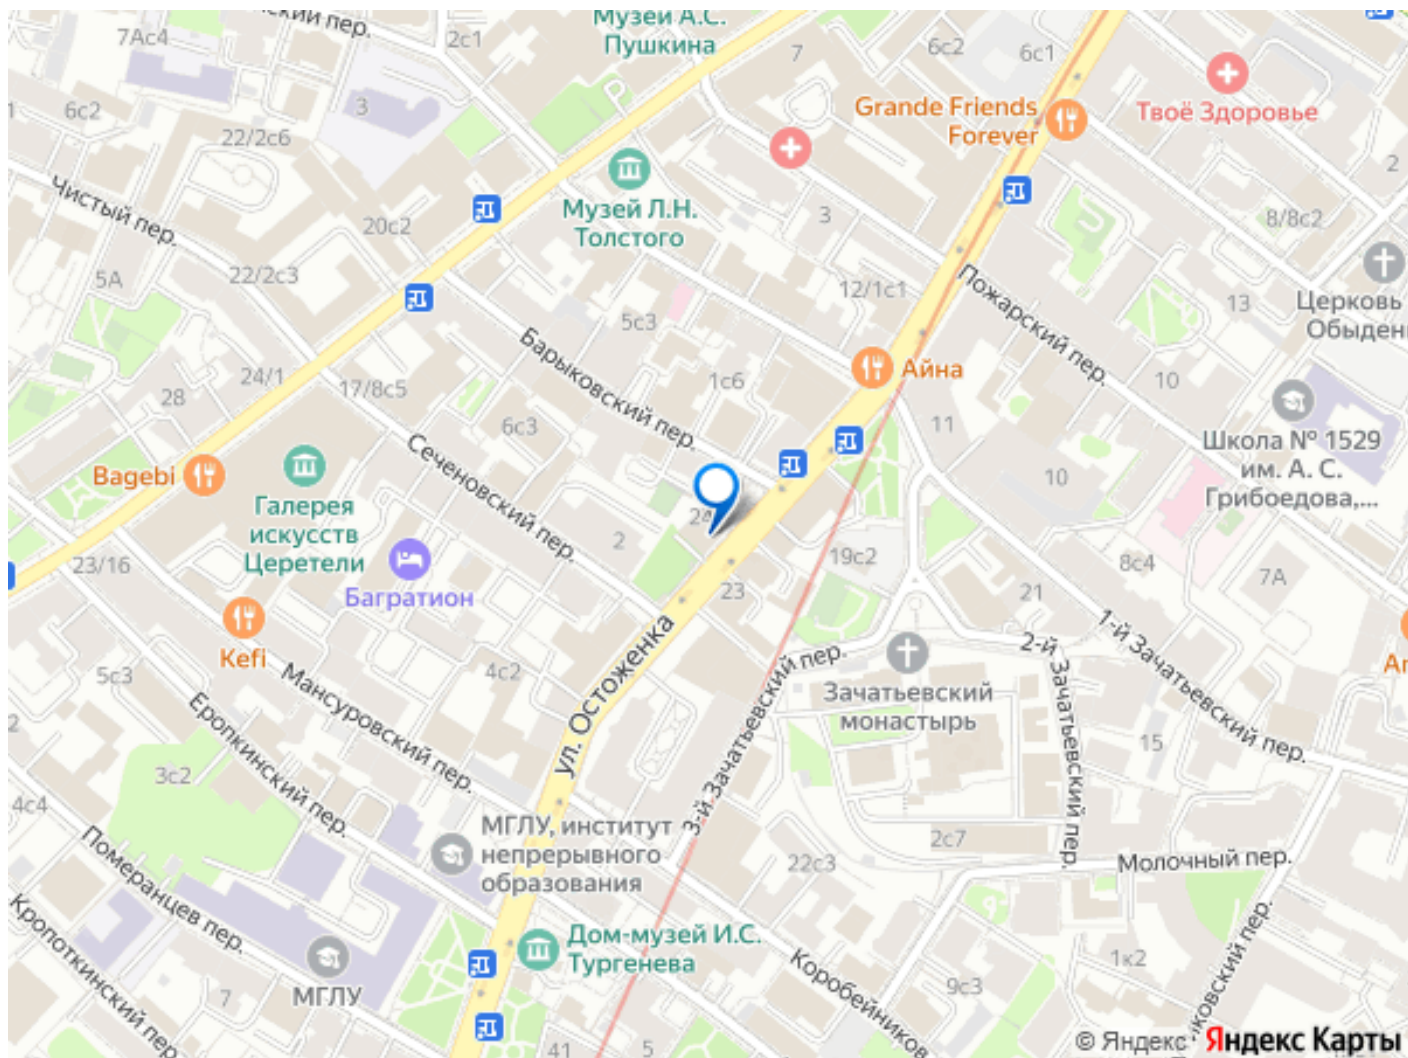 7Ас4
2с1
Музей А.С.
Пушкина
7
6с2
6с1
Твоё Здоровье
Grande Friends
Forever
6с2
3
22/2с6
2
Музей Л.Н.
Толстого
3
8/8с2
Чистый пер.
20с2
5А
22/2с3
12/1с1
Пожарский пер.
13
Церковь
Обыден
5с3
Барыковский пер.
Айна
10
24/1
17/8с5
28
1с6
6с3
11
Школа № 1529
им. А. С.
Грибоедова,...
Сеченовский пер.
Bagebi
10
Галерея
искусств
Церетели
24
2
19с2
8с4
7А
23/16
Багратион
23
21
1-й Зачатьевский пер.
Kefi
ул. Остоженка
2-й Зачатьевский пер.
3-й Зачатьевский пер.
Зачатьевский
монастырь
5с3
4с2
Мансуровский пер.
Еропкинский пер.
15
3с2
4с4
МГЛУ, институт
непрерывного
образования
2с7
22с3
Молочный пер.
Померанцев пер.
Кропоткинский пер.
Дом-музей И.С.
Тургенева
1к2
9с3
МГЛУ
7
Коробейников
41
5
© Яндекс
Яндекс Карты